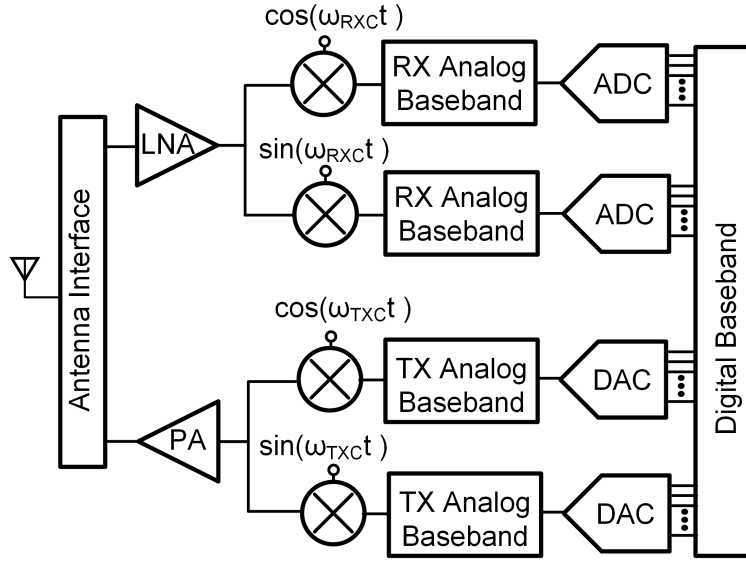 cos(ω_RXC t )
RX Analog
Baseband
ADC
LNA
sin(ω_RXC t )
RX Analog
Baseband
ADC
Antenna Interface
Digital Baseband
cos(ω_TXC t )
TX Analog
Baseband
DAC
PA
sin(ω_TXC t )
TX Analog
Baseband
DAC